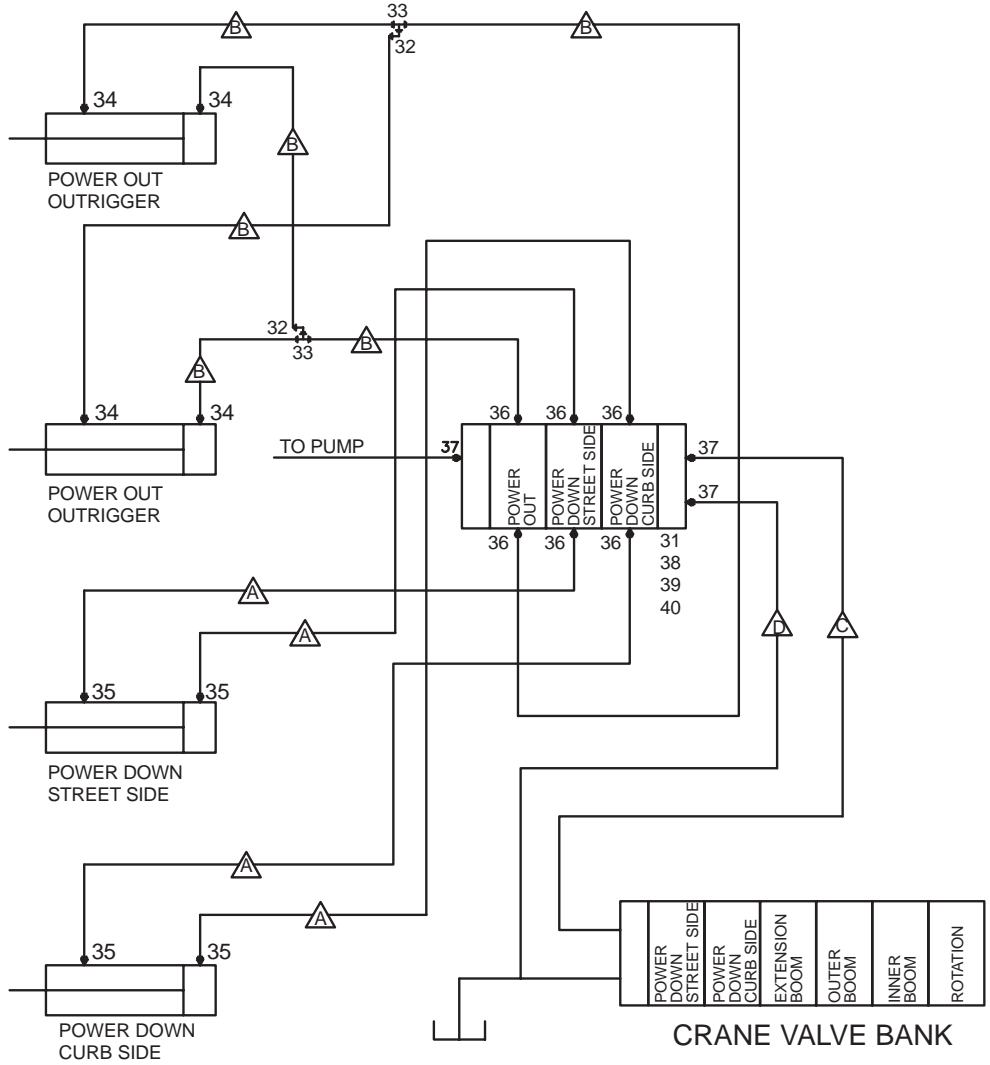 33
B
B
32
34
34
B
POWER OUT
OUTRIGGER
B
32
33
B
B
34
34
36
36
36
TO PUMP
37
37
POWER OUT
OUTRIGGER
POWER
OUT
POWER
DOWN
STREET SIDE
POWER
DOWN
CURB SIDE
37
36
36
36
31
38
39
40
A
A
D
C
35
35
POWER DOWN
STREET SIDE
A
A
35
35
POWER DOWN
CURB SIDE
POWER
DOWN
STREET SIDE
POWER
DOWN
CURB SIDE
EXTENSION
BOOM
OUTER
BOOM
INNER
BOOM
ROTATION
CRANE VALVE BANK